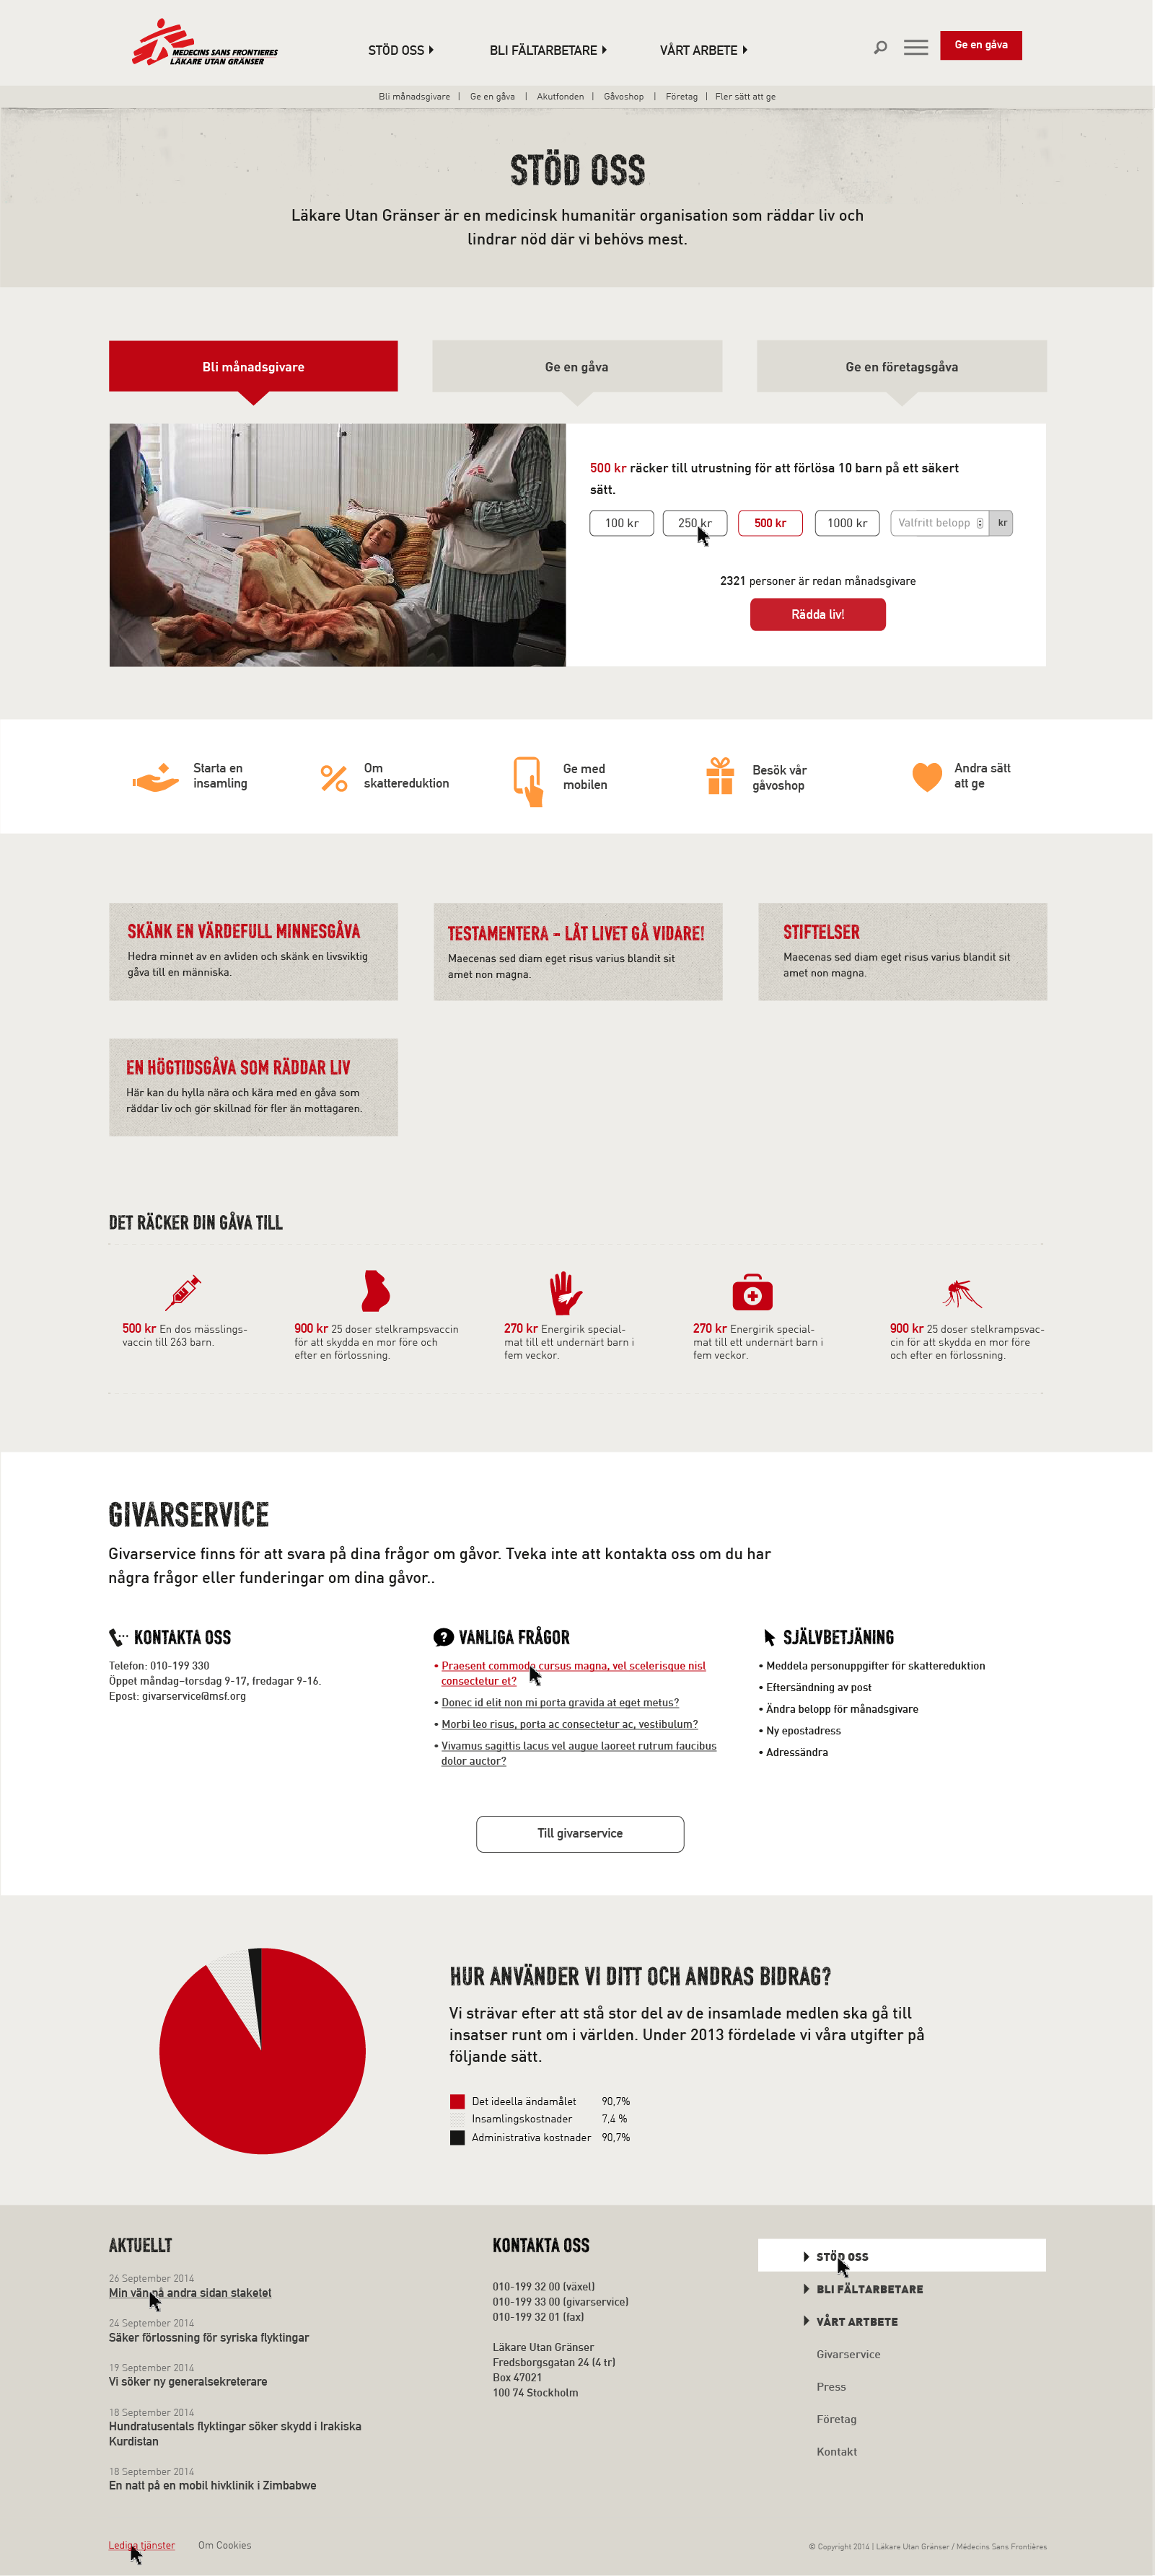 MEDECINS SANS FRONTIERES
LÄKARE UTAN GRÄNSER
STÖD OSS
BLI FÄLTARBETARE
VÅRT ARBETE
Ge en gåva
Bli månadsgivare | Ge en gåva | Akutfonden | Gåvoshop | Företag | Fler sätt att ge
STÖD OSS
Läkare Utan Gränser är en medicinsk humanitär organisation som räddar liv och
lindrar nöd där vi behövs mest.
Bli månadsgivare
Ge en gåva
Ge en företagsgåva
500 kr räcker till utrustning för att förlösa 10 barn på ett säkert
sätt.
100 kr
250 kr
500 kr
1000 kr
Valfritt belopp
kr
2321 personer är redan månadsgivare
Rädda liv!
Starta en
insamling
Om
skattereduktion
Ge med
mobilen
Besök vår
gåvoshop
Andra sätt
att ge
SKÄNK EN VÄRDEFULL MINNESGÅVA
Hedra minnet av en avliden och skänk en livsviktig
gåva till en människa.
TESTAMENTERA - LÅT LIVET GÅ VIDARE!
Maecenas sed diam eget risus varius blandit sit
amet non magna.
STIFTELSER
Maecenas sed diam eget risus varius blandit sit
amet non magna.
EN HÖGTIDSGÅVA SOM RÄDDAR LIV
Här kan du hylla nära och kära med en gåva som
räddar liv och gör skillnad för fler än mottagaren.
DET RÄCKER DIN GÅVA TILL
500 kr En dos mässlings-
vaccin till 263 barn.
900 kr 25 doser stelkrampsvaccin
för att skydda en mor före och
efter en förlossning.
270 kr Energirik special-
mat till ett undernärt barn i
fem veckor.
270 kr Energirik special-
mat till ett undernärt barn i
fem veckor.
900 kr 25 doser stelkrampsvac-
cin för att skydda en mor före
och efter en förlossning.
GIVARSERVICE
Givarservice finns för att svara på dina frågor om gåvor. Tveka inte att kontakta oss om du har
några frågor eller funderingar om dina gåvor..
KONTAKTA OSS
Telefon: 010-199 330
Öppet måndag–torsdag 9-17, fredagar 9-16.
Epost: givarservice@msf.org
VANLIGA FRÅGOR
• Praesent commodo cursus magna, vel scelerisque nisl
consectetur et?
• Donec id elit non mi porta gravida at eget metus?
• Morbi leo risus, porta ac consectetur ac, vestibulum?
• Vivamus sagittis lacus vel augue laoreet rutrum faucibus
dolor auctor?
SJÄLVBETJÄNING
• Meddela personuppgifter för skattereduktion
• Eftersändning av post
• Ändra belopp för månadsgivare
• Ny epostadress
• Adressändra
Till givarservice
HUR ANVÄNDER VI DITT OCH ANDRAS BIDRAG?
Vi strävar efter att stå stor del av de insamlade medlen ska gå till
insatser runt om i världen. Under 2013 fördelade vi våra utgifter på
följande sätt.
Det ideella ändamålet 90,7%
Insamlingskostnader 7,4 %
Administrativa kostnader 90,7%
AKTUELLT
26 September 2014
Min vän på andra sidan staketet
24 September 2014
Säker förlossning för syriska flyktingar
19 September 2014
Vi söker ny generalsekreterare
18 September 2014
Hundratusentals flyktingar söker skydd i Irakiska
Kurdistan
18 September 2014
En natt på en mobil hivklinik i Zimbabwe
KONTAKTA OSS
010-199 32 00 (växel)
010-199 33 00 (givarservice)
010-199 32 01 (fax)
Läkare Utan Gränser
Fredsborgsgatan 24 (4 tr)
Box 47021
100 74 Stockholm
STÖD OSS
BLI FÄLTARBETARE
VÅRT ARTBETE
Givarservice
Press
Företag
Kontakt
Lediga tjänster
Om Cookies
© Copyright 2014 | Läkare Utan Gränser / Médecins Sans Frontières